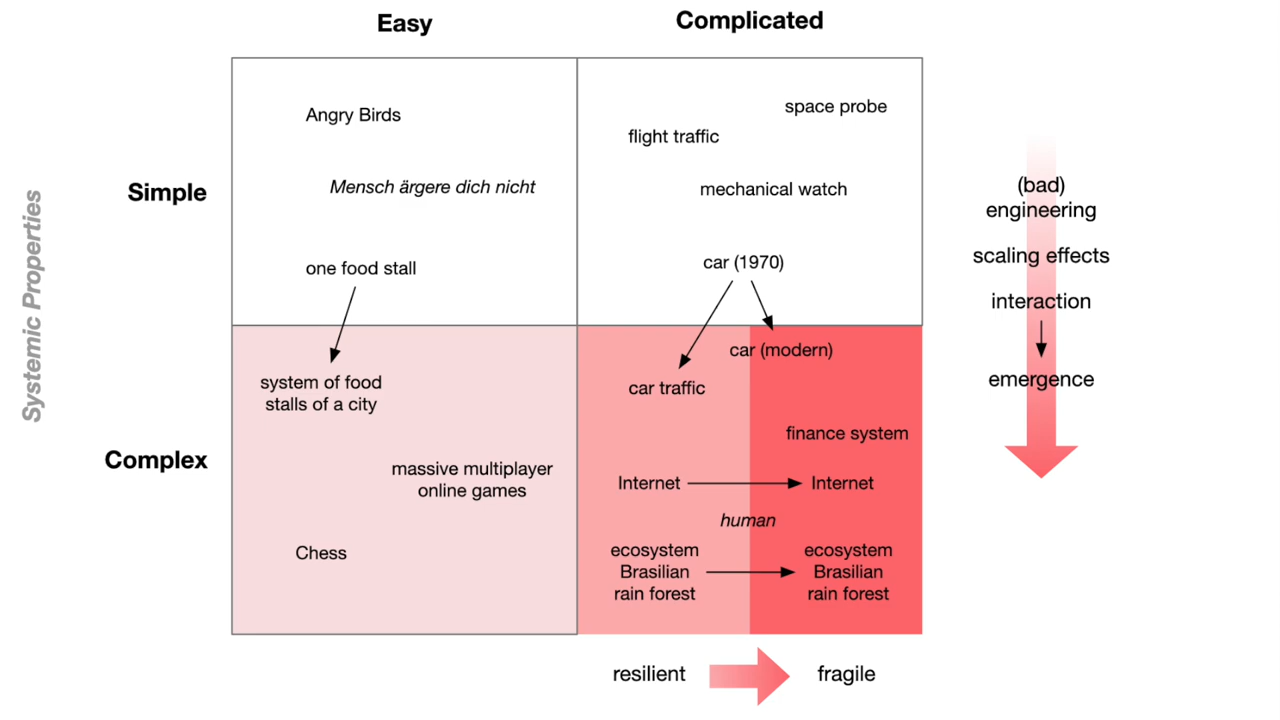 Easy
Complicated
Systemic Properties
Simple
Angry Birds
Mensch ärgere dich nicht
one food stall
space probe
flight traffic
mechanical watch
car (1970)
(bad)
engineering
scaling effects
interaction
emergence
Complex
system of food
stalls of a city
massive multiplayer
online games
Chess
car (modern)
car traffic
finance system
Internet
Internet
human
ecosystem
Brasilian
rain forest
ecosystem
Brasilian
rain forest
resilient
fragile